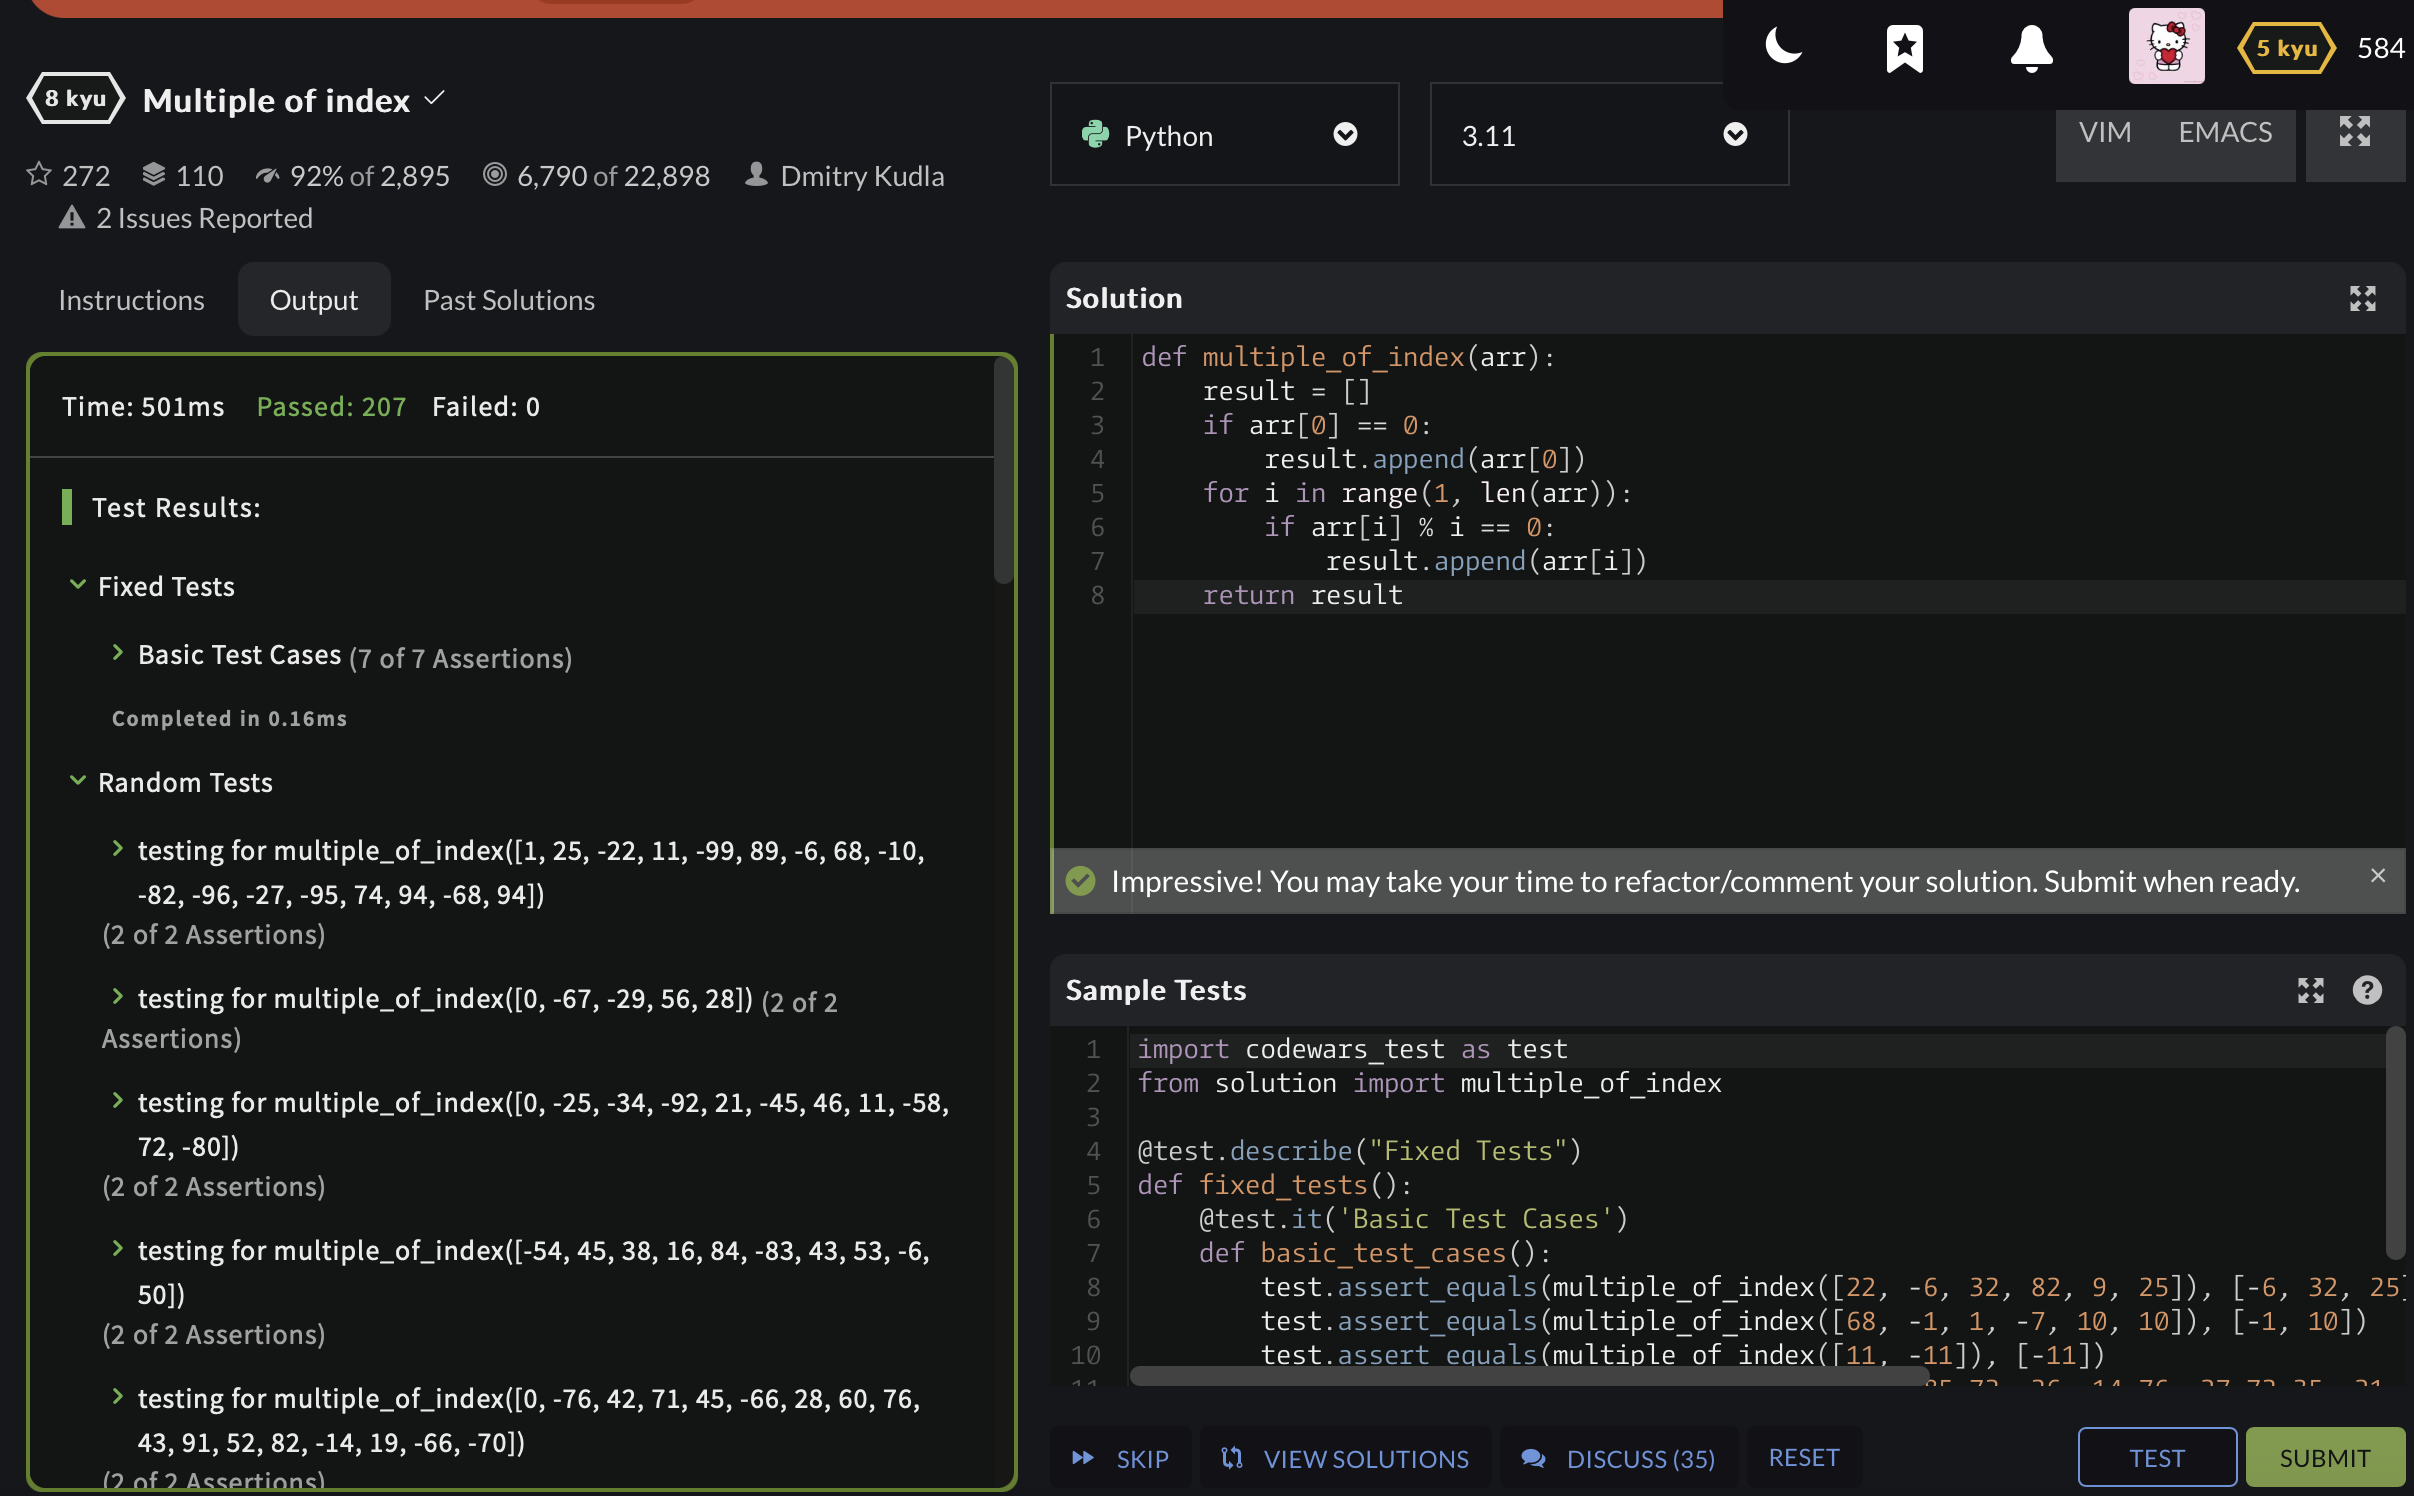 5 kyu 584
8 kyu Multiple of index
272 110 92% of 2,895 6,790 of 22,898 Dmitry Kudla
2 Issues Reported
Python 3.11 VIM EMACS
Instructions Output Past Solutions
Time: 501ms Passed: 207 Failed: 0
Test Results:
Fixed Tests
Basic Test Cases (7 of 7 Assertions)
Completed in 0.16ms
Random Tests
testing for multiple_of_index([1, 25, -22, 11, -99, 89, -6, 68, -10,
-82, -96, -27, -95, 74, 94, -68, 94])
(2 of 2 Assertions)
testing for multiple_of_index([0, -67, -29, 56, 28]) (2 of 2
Assertions)
testing for multiple_of_index([0, -25, -34, -92, 21, -45, 46, 11, -58,
72, -80])
(2 of 2 Assertions)
testing for multiple_of_index([-54, 45, 38, 16, 84, -83, 43, 53, -6,
50])
(2 of 2 Assertions)
testing for multiple_of_index([0, -76, 42, 71, 45, -66, 28, 60, 76,
43, 91, 52, 82, -14, 19, -66, -70])
(2 of 2 Assertions)
Solution
1 def multiple_of_index(arr):
2     result = []
3     if arr[0] == 0:
4         result.append(arr[0])
5     for i in range(1, len(arr)):
6         if arr[i] % i == 0:
7             result.append(arr[i])
8     return result
Impressive! You may take your time to refactor/comment your solution. Submit when ready.
Sample Tests
1 import codewars_test as test
2 from solution import multiple_of_index
3
4 @test.describe("Fixed Tests")
5 def fixed_tests():
6     @test.it('Basic Test Cases')
7     def basic_test_cases():
8         test.assert_equals(multiple_of_index([22, -6, 32, 82, 9, 25]), [-6, 32, 25]
9         test.assert_equals(multiple_of_index([68, -1, 1, -7, 10, 10]), [-1, 10])
10         test.assert_equals(multiple_of_index([11, -11]), [-11])
11
SKIP VIEW SOLUTIONS DISCUSS (35) RESET TEST SUBMIT